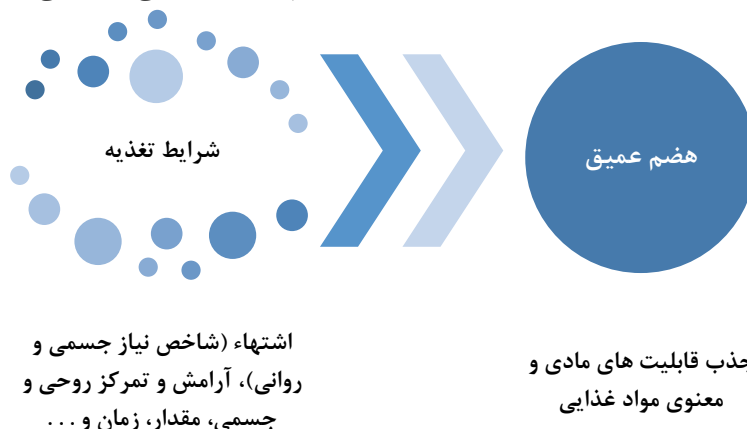 شرایط تغذیه
هضم عمیق
اشتهاء (شاخص نیاز جسمی و
روانی)، آرامش و تمرکز روحی و
جسمی، مقدار، زمان و . . .
جذب قابلیت های مادی و
معنوی مواد غذایی